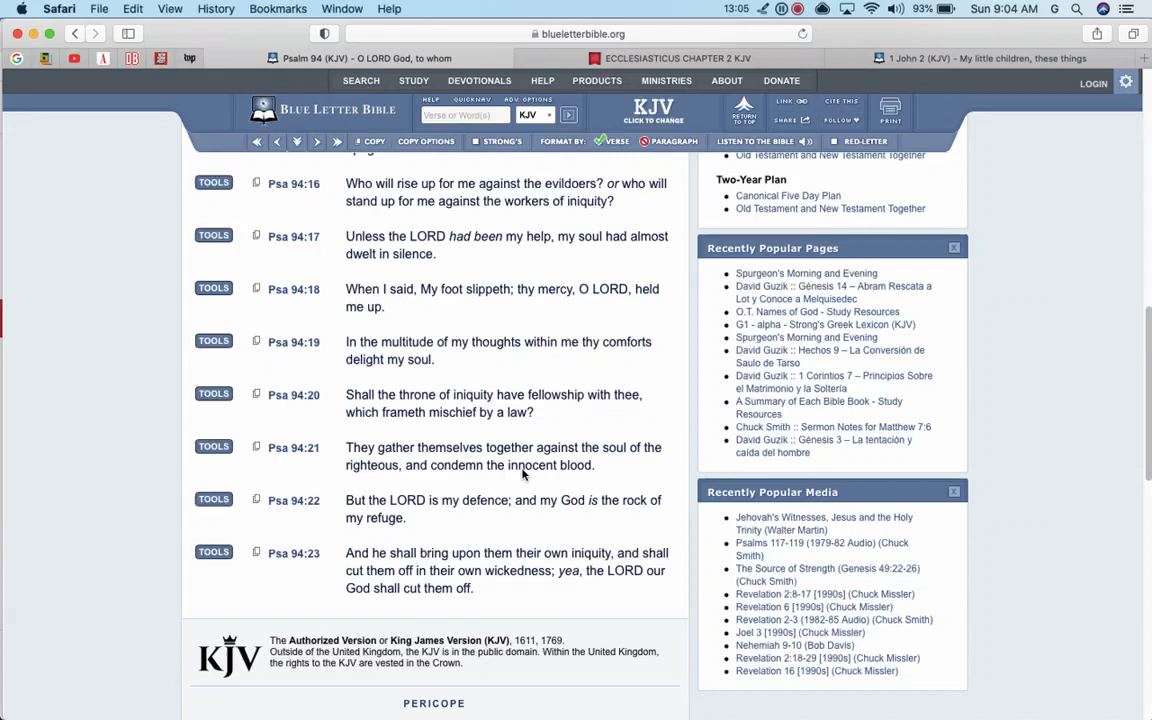 Safari File Edit View History Bookmarks Window Help 13:05 93% Sun 9:04 AM G
blueletterbible.org
Psalm 94 (KJV) - O LORD God, to whom ECCLESIASTICUS CHAPTER 2 KJV 1 John 2 (KJV) - My little children, these things
SEARCH STUDY DEVOTIONALS HELP PRODUCTS MINISTRIES ABOUT DONATE LOGIN
BLUE LETTER BIBLE
HELP QUICKNAV ADV OPTIONS
Verse or Word(s) KJV
KJV
CLICK TO CHANGE
RETURN
TO TOP
LINK CITE THIS
SHARE FOLLOW
PRINT
COPY COPY OPTIONS STRONG'S FORMAT BY: VERSE PARAGRAPH LISTEN TO THE BIBLE RED-LETTER
TOOLS Psa 94:16 Who will rise up for me against the evildoers? or who will
stand up for me against the workers of iniquity?
TOOLS Psa 94:17 Unless the LORD had been my help, my soul had almost
dwelt in silence.
TOOLS Psa 94:18 When I said, My foot slippeth; thy mercy, O LORD, held
me up.
TOOLS Psa 94:19 In the multitude of my thoughts within me thy comforts
delight my soul.
TOOLS Psa 94:20 Shall the throne of iniquity have fellowship with thee,
which frameth mischief by a law?
TOOLS Psa 94:21 They gather themselves together against the soul of the
righteous, and condemn the innocent blood.
TOOLS Psa 94:22 But the LORD is my defence; and my God is the rock of
my refuge.
TOOLS Psa 94:23 And he shall bring upon them their own iniquity, and shall
cut them off in their own wickedness; yea, the LORD our
God shall cut them off.
KJV
The Authorized Version or King James Version (KJV), 1611, 1769.
Outside of the United Kingdom, the KJV is in the public domain. Within the United Kingdom,
the rights to the KJV are vested in the Crown.
PERICOPE
Old Testament and New Testament Together
Two-Year Plan
Canonical Five Day Plan
Old Testament and New Testament Together
Recently Popular Pages
Spurgeon's Morning and Evening
David Guzik :: Génesis 14 – Abram Rescata a
Lot y Conoce a Melquisedec
O.T. Names of God - Study Resources
G1 - alpha - Strong's Greek Lexicon (KJV)
Spurgeon's Morning and Evening
David Guzik :: Hechos 9 – La Conversión de
Saulo de Tarso
David Guzik :: 1 Corintios 7 – Principios Sobre
el Matrimonio y la Soltería
A Summary of Each Bible Book - Study
Resources
Chuck Smith :: Sermon Notes for Matthew 7:6
David Guzik :: Génesis 3 – La tentación y
caída del hombre
Recently Popular Media
Jehovah's Witnesses, Jesus and the Holy
Trinity (Walter Martin)
Psalms 117-119 (1979-82 Audio) (Chuck
Smith)
The Source of Strength (Genesis 49:22-26)
(Chuck Smith)
Revelation 2:8-17 [1990s] (Chuck Missler)
Revelation 6 [1990s] (Chuck Missler)
Revelation 2-3 (1982-85 Audio) (Chuck Smith)
Joel 3 [1990s] (Chuck Missler)
Nehemiah 9-10 (Bob Davis)
Revelation 2:18-29 [1990s] (Chuck Missler)
Revelation 16 [1990s] (Chuck Missler)